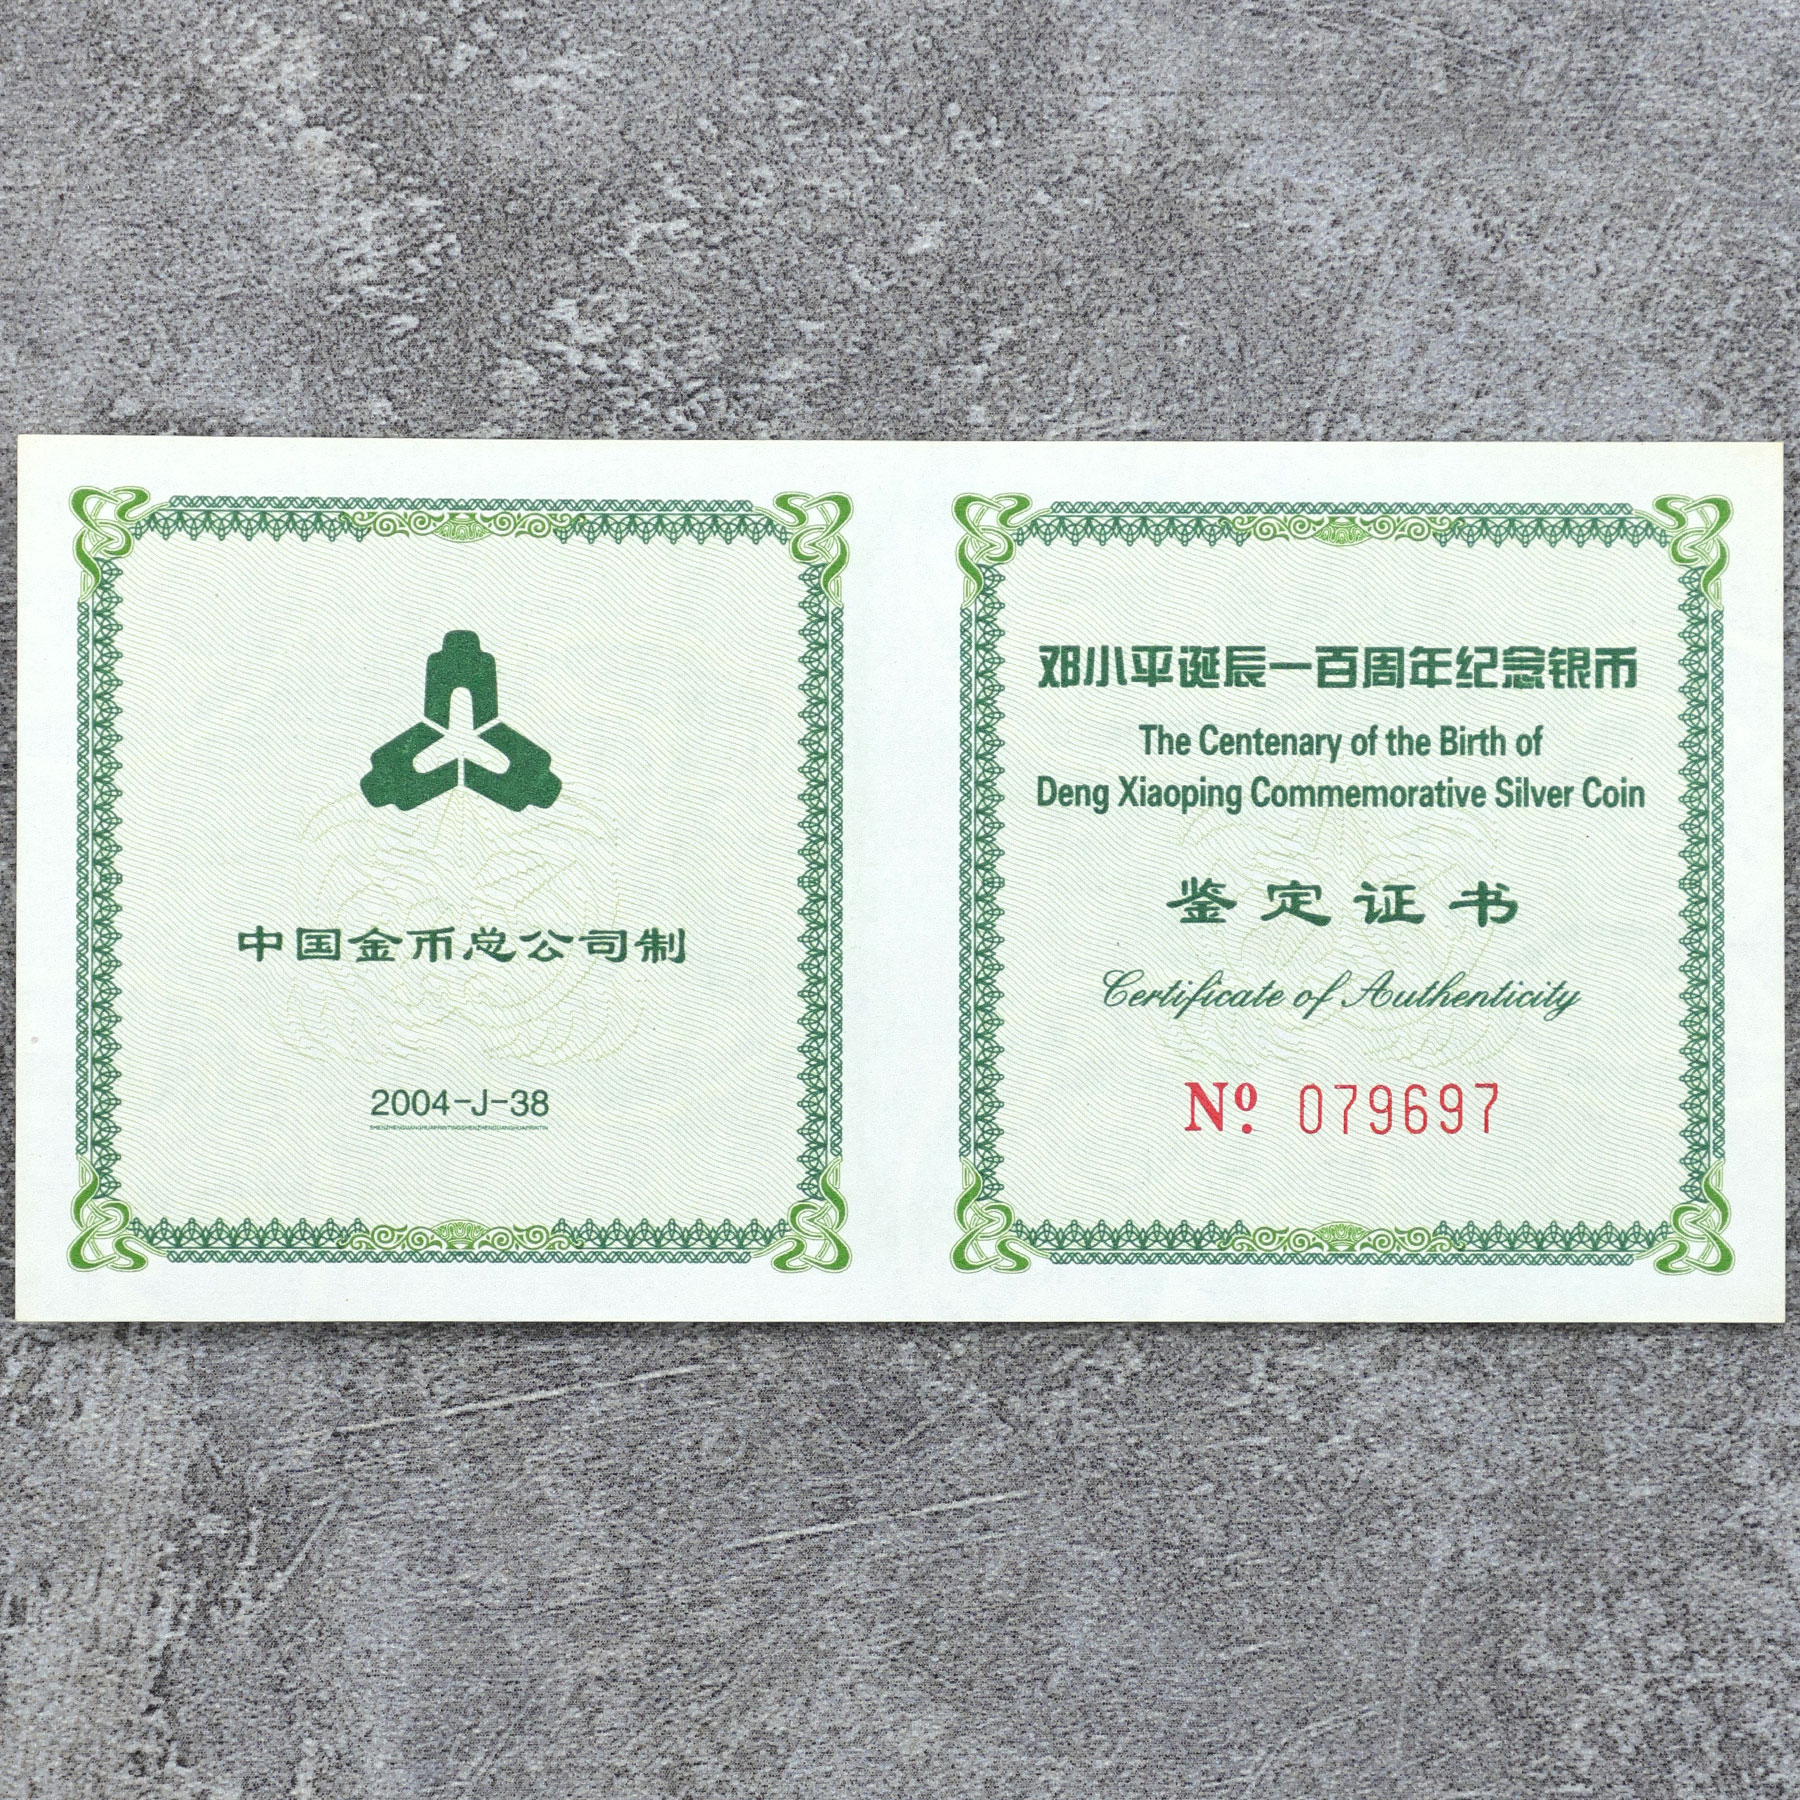 中国金币总公司制
2004-J-38
SHENZHENGUANGHUAPRINTINGSHENZHENGUANGHUAPRINTIN
邓小平诞辰一百周年纪念银币
The Centenary of the Birth of
Deng Xiaoping Commemorative Silver Coin
鉴定证书
Certificate of Authenticity
Nº. 079697